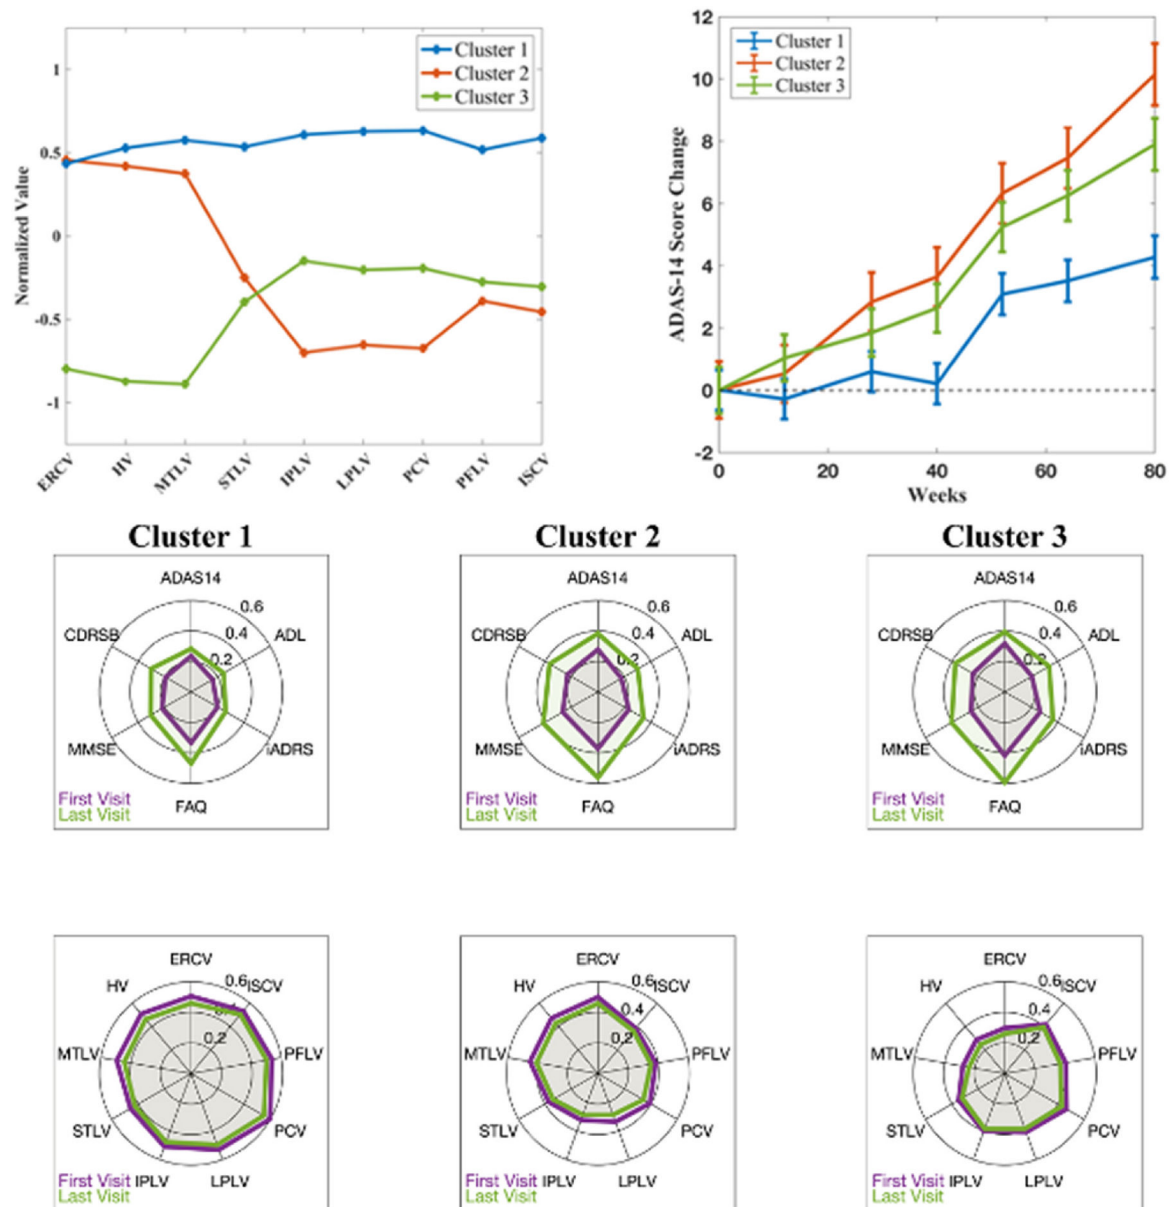 1
0.5
0
-0.5
-1
Normalized Value
ERCV
HV
MTLV
STLV
IPLV
LPLV
PCV
PFLV
ISCV
Cluster 1
Cluster 2
Cluster 3
12
10
8
6
4
2
0
-2
ADAS-14 Score Change
0 20 40 60 80
Weeks
Cluster 1
Cluster 2
Cluster 3
Cluster 1
ADAS14
0.6
CDRSB 0.4 ADL
0.2
MMSE iADRS
First Visit
Last Visit
FAQ
Cluster 2
ADAS14
0.6
CDRSB 0.4 ADL
0.2
MMSE iADRS
First Visit
Last Visit
FAQ
Cluster 3
ADAS14
0.6
CDRSB 0.4 ADL
0.2
MMSE iADRS
First Visit
Last Visit
FAQ
ERCV
HV 0.6 ISCV
0.4
0.2
MTLV PFLV
STLV PCV
First Visit IPLV LPLV
Last Visit
ERCV
HV 0.6 ISCV
0.4
0.2
MTLV PFLV
STLV PCV
First Visit IPLV LPLV
Last Visit
ERCV
HV 0.6 ISCV
0.4
0.2
MTLV PFLV
STLV PCV
First Visit IPLV LPLV
Last Visit